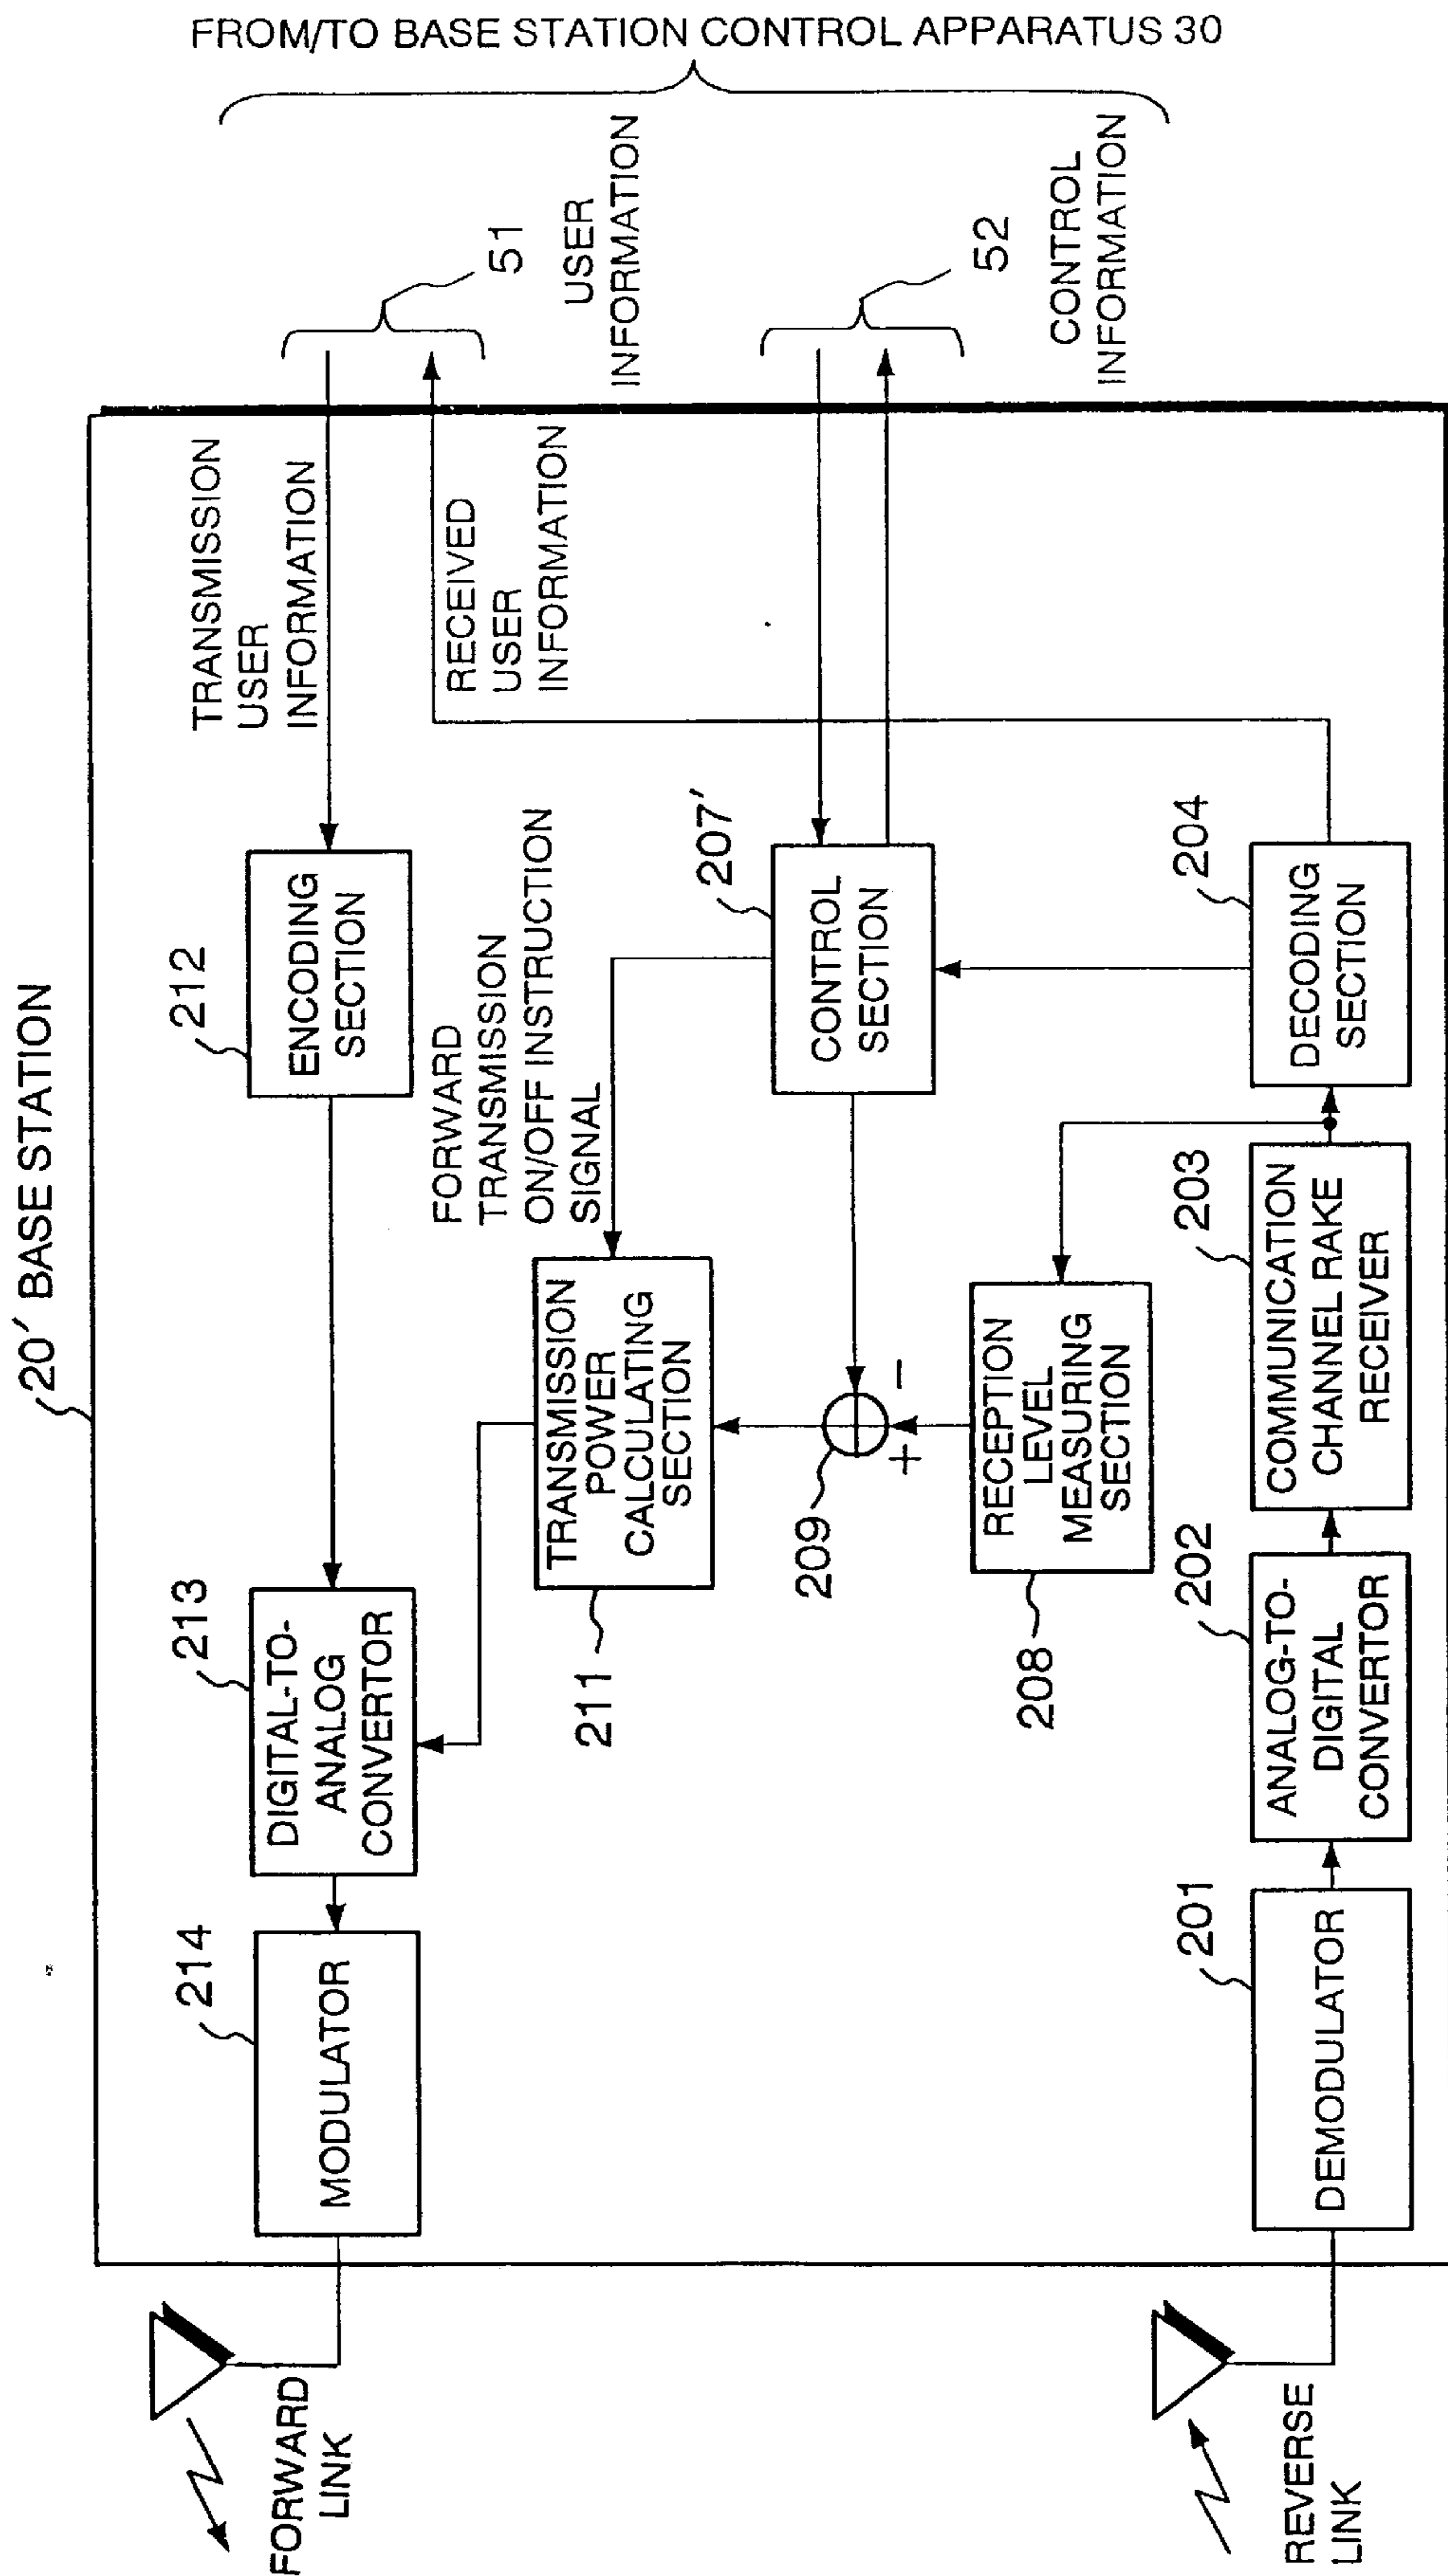 FROM/TO BASE STATION CONTROL APPARATUS 30
20′ BASE STATION
51
USER
INFORMATION
52
CONTROL
INFORMATION
TRANSMISSION
USER
INFORMATION
RECEIVED
USER
INFORMATION
212
ENCODING
SECTION
213
DIGITAL-TO-
ANALOG
CONVERTOR
214
MODULATOR
FORWARD
LINK
FORWARD
TRANSMISSION
ON/OFF INSTRUCTION
SIGNAL
211
TRANSMISSION
POWER
CALCULATING
SECTION
207′
CONTROL
SECTION
209
+
−
208
RECEPTION
LEVEL
MEASURING
SECTION
201
DEMODULATOR
202
ANALOG-TO-
DIGITAL
CONVERTOR
203
COMMUNICATION
CHANNEL RAKE
RECEIVER
204
DECODING
SECTION
REVERSE
LINK